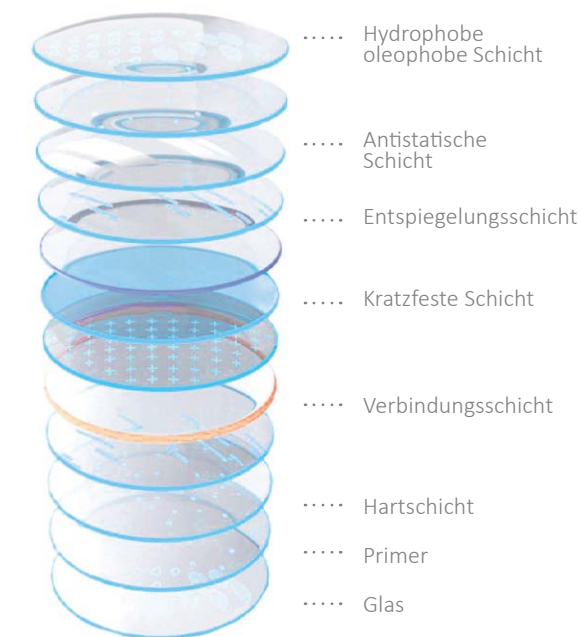 Hydrophobe
oleophobe Schicht
Antistatische
Schicht
Entspiegelungsschicht
Kratzfeste Schicht
Verbindungsschicht
Hartschicht
Primer
Glas